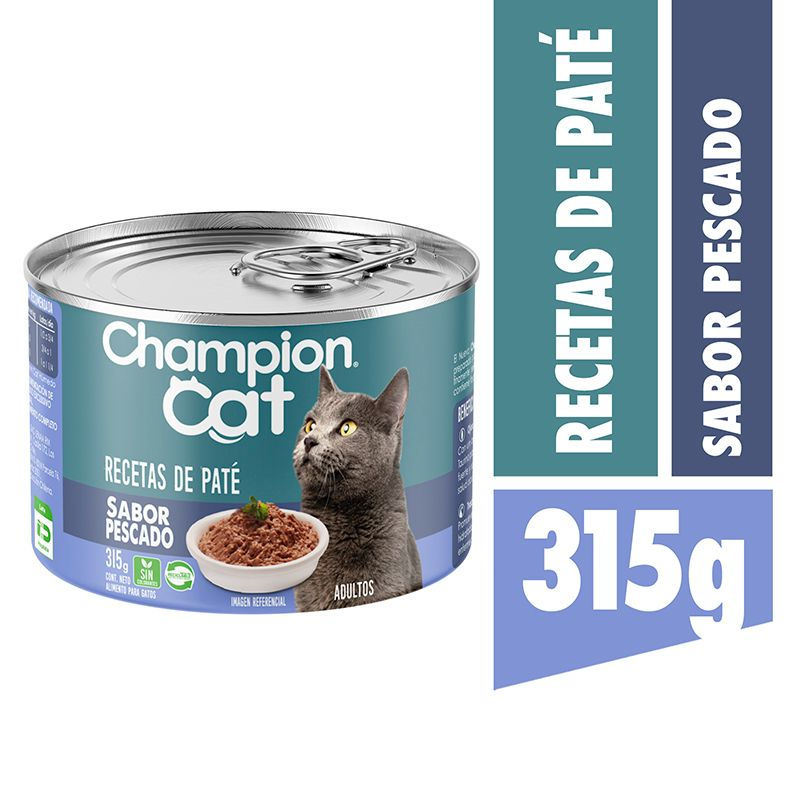 Champion
Cat
RECETAS DE PATÉ
SABOR
PESCADO
315g
CONT. NETO
ALIMENTO PARA GATOS
SIN
COLORANTES
IMAGEN REFERENCIAL
ADULTOS
RECETAS DE PATÉ
SABOR PESCADO
315g